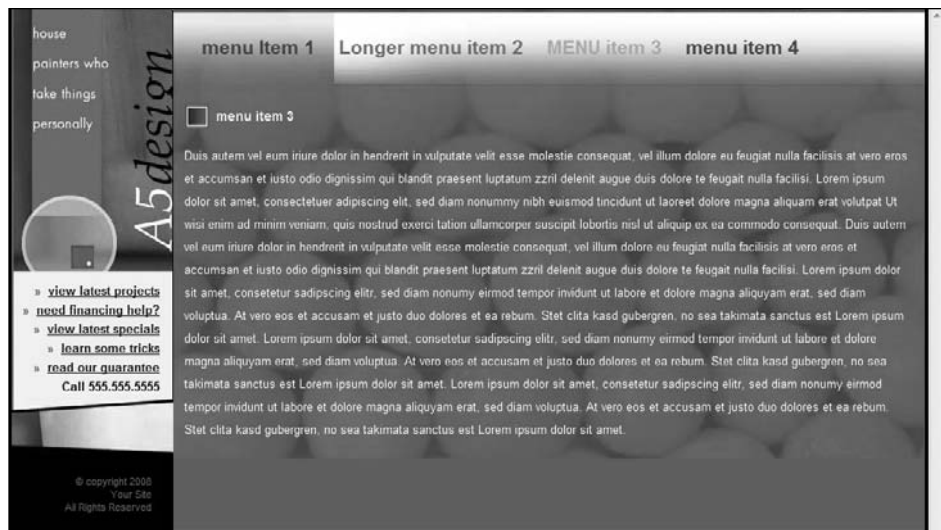 house
painters who
take things
personally
A5design
» view latest projects
» need financing help?
» view latest specials
» learn some tricks
» read our guarantee
Call 555.555.5555
© copyright 2008
Your Site
All Rights Reserved
menu Item 1 Longer menu item 2 MENU item 3 menu item 4
menu item 3
Duis autem vel eum iriure dolor in hendrerit in vulputate velit esse molestie consequat, vel illum dolore eu feugiat nulla facilisis at vero eros
et accumsan et iusto odio dignissim qui blandit praesent luptatum zzril delenit augue duis dolore te feugait nulla facilisi. Lorem ipsum
dolor sit amet, consectetuer adipiscing elit, sed diam nonummy nibh euismod tincidunt ut laoreet dolore magna aliquam erat volutpat Ut
wisi enim ad minim veniam, quis nostrud exerci tation ullamcorper suscipit lobortis nisl ut aliquip ex ea commodo consequat. Duis autem
vel eum iriure dolor in hendrerit in vulputate velit esse molestie consequat, vel illum dolore eu feugiat nulla facilisis at vero eros et
accumsan et iusto odio dignissim qui blandit praesent luptatum zzril delenit augue duis dolore te feugait nulla facilisi. Lorem ipsum dolor
sit amet, consetetur sadipscing elitr, sed diam nonumy eirmod tempor invidunt ut labore et dolore magna aliquyam erat, sed diam
voluptua. At vero eos et accusam et justo duo dolores et ea rebum. Stet clita kasd gubergren, no sea takimata sanctus est Lorem ipsum
dolor sit amet. Lorem ipsum dolor sit amet, consetetur sadipscing elitr, sed diam nonumy eirmod tempor invidunt ut labore et dolore
magna aliquyam erat, sed diam voluptua. At vero eos et accusam et justo duo dolores et ea rebum. Stet clita kasd gubergren, no sea
takimata sanctus est Lorem ipsum dolor sit amet. Lorem ipsum dolor sit amet, consetetur sadipscing elitr, sed diam nonumy eirmod
tempor invidunt ut labore et dolore magna aliquyam erat, sed diam voluptua. At vero eos et accusam et justo duo dolores et ea rebum.
Stet clita kasd gubergren, no sea takimata sanctus est Lorem ipsum dolor sit amet.